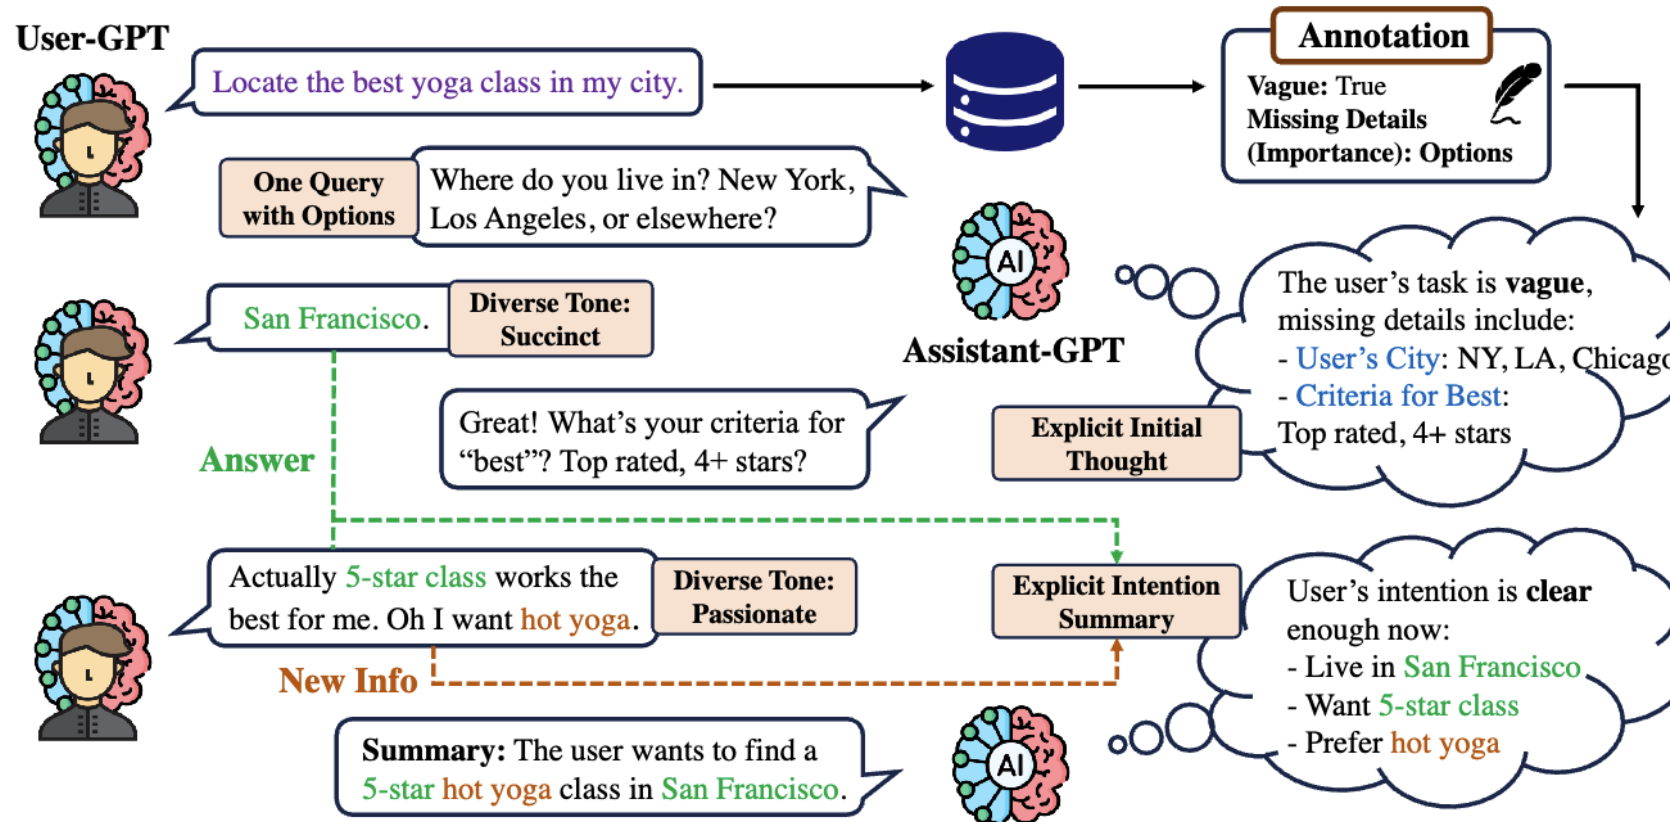 User-GPT
Locate the best yoga class in my city.
Annotation
Vague: True
Missing Details
(Importance): Options
One Query
with Options
Where do you live in? New York,
Los Angeles, or elsewhere?
AI
Assistant-GPT
The user's task is vague,
missing details include:
- User's City: NY, LA, Chicago
- Criteria for Best:
Top rated, 4+ stars
Explicit Initial
Thought
San Francisco.
Diverse Tone:
Succinct
Great! What's your criteria for
“best”? Top rated, 4+ stars?
Answer
Actually 5-star class works the
best for me. Oh I want hot yoga.
Diverse Tone:
Passionate
New Info
Explicit Intention
Summary
User's intention is clear
enough now:
- Live in San Francisco
- Want 5-star class
- Prefer hot yoga
Summary: The user wants to find a
5-star hot yoga class in San Francisco.
AI